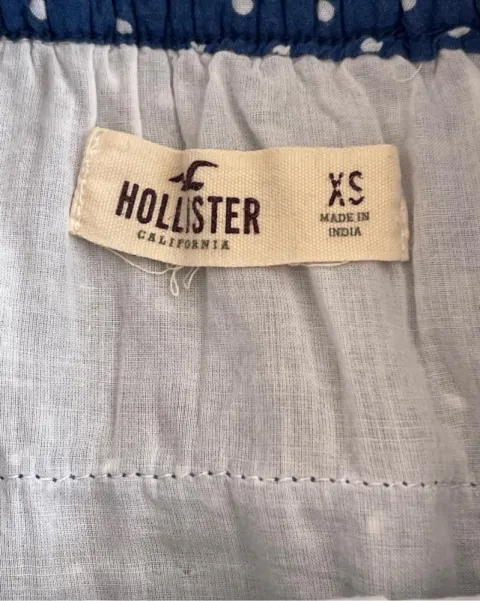 HOLLISTER
CALIFORNIA
XS
MADE IN
INDIA